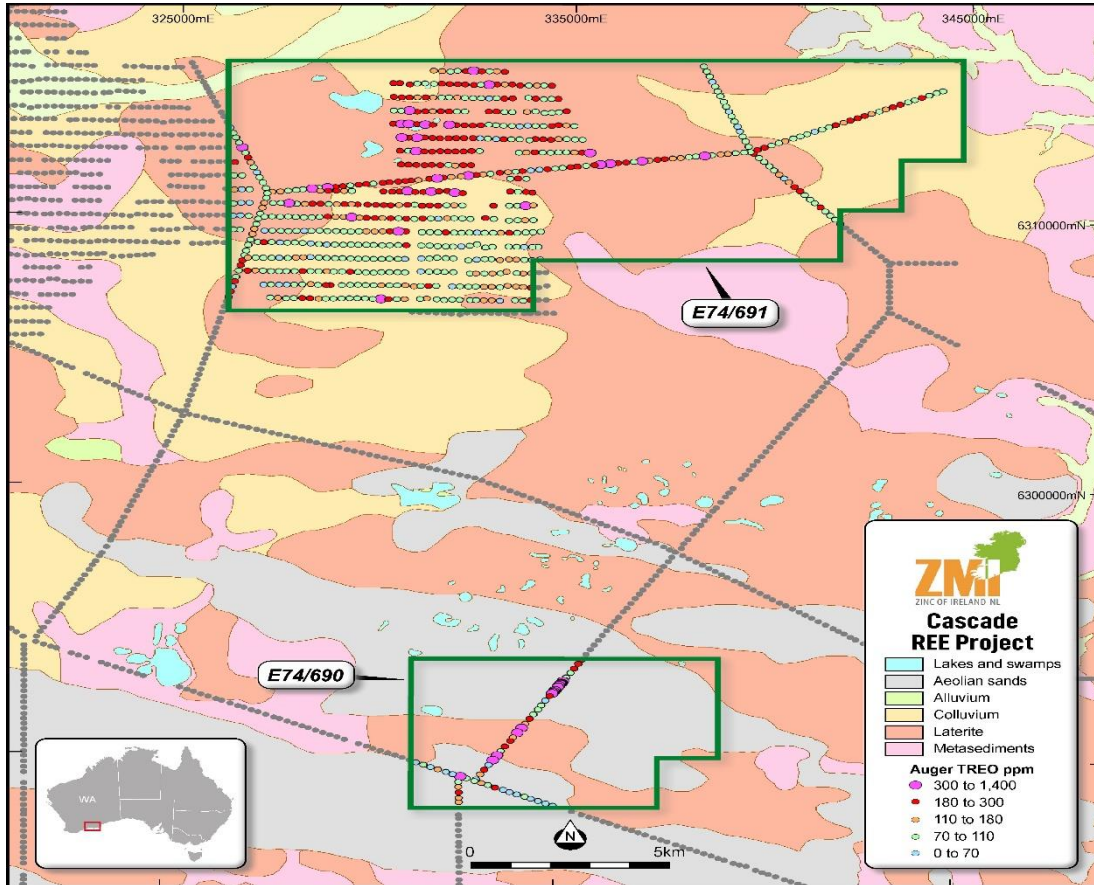 325000mE
335000mE
345000mE
6310000mN
E74/691
6300000mN
E74/690
ZMI
ZINC OF IRELAND NL
Cascade
REE Project
Lakes and swamps
Aeolian sands
Alluvium
Colluvium
Laterite
Metasediments
Auger TREO ppm
300 to 1,400
180 to 300
110 to 180
70 to 110
0 to 70
WA
N
0
5km